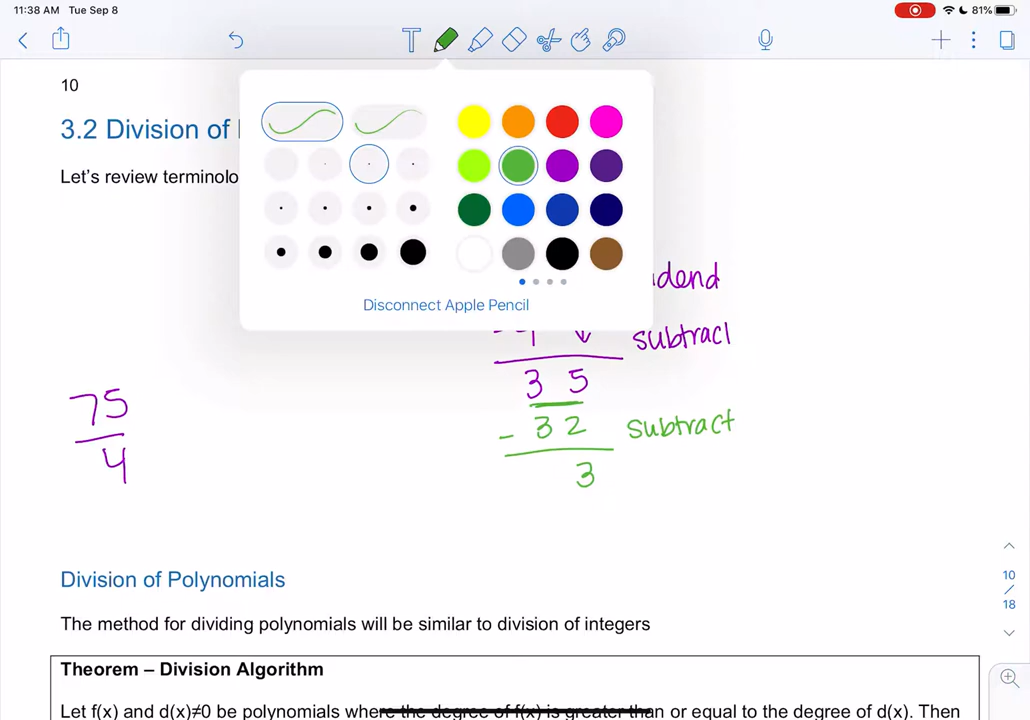 11:38 AM Tue Sep 8
81%
T
10
3.2 Division of
Let's review terminolo
Disconnect Apple Pencil
dend
subtract
3 5
- 3 2 subtract
3
75
4
10
/
18
Division of Polynomials
The method for dividing polynomials will be similar to division of integers
Theorem – Division Algorithm
Let f(x) and d(x)≠0 be polynomials where the degree of f(x) is greater than or equal to the degree of d(x). Then